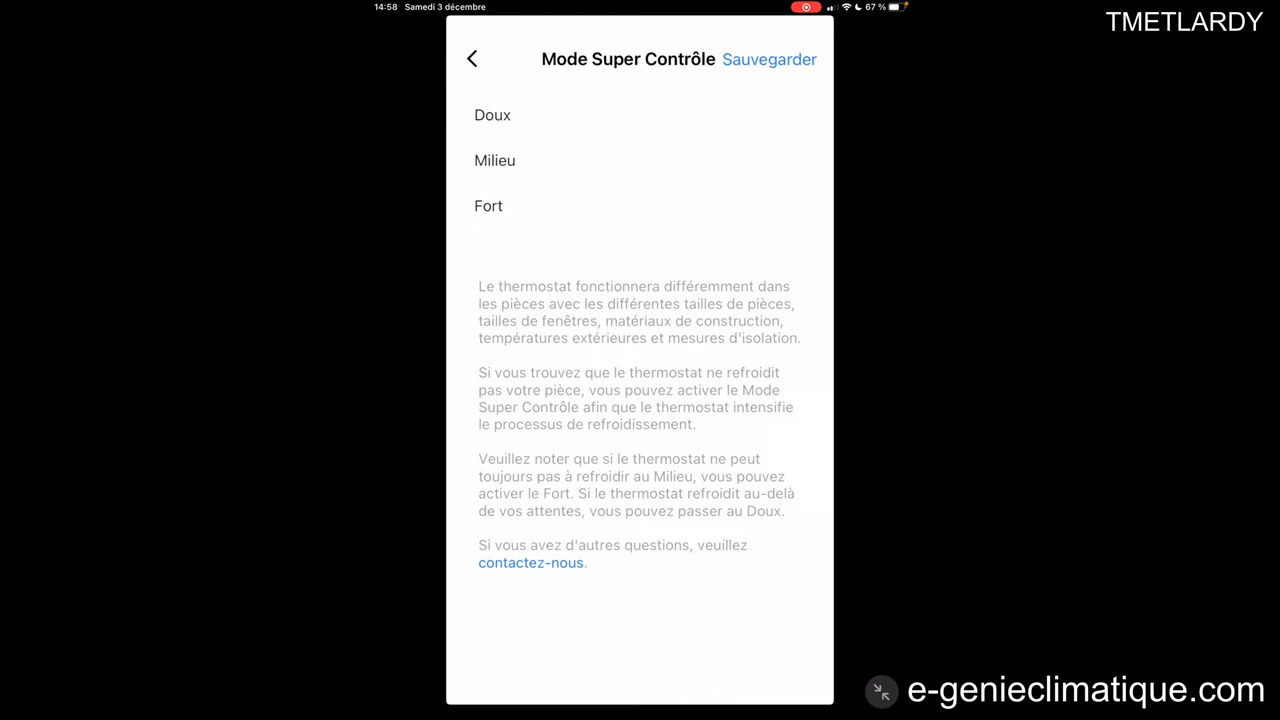 14:58 Samedi 3 décembre
67 %
TMETLARDY
Mode Super Contrôle Sauvegarder
Doux
Milieu
Fort
Le thermostat fonctionnera différemment dans
les pièces avec les différentes tailles de pièces,
tailles de fenêtres, matériaux de construction,
températures extérieures et mesures d'isolation.
Si vous trouvez que le thermostat ne refroidit
pas votre pièce, vous pouvez activer le Mode
Super Contrôle afin que le thermostat intensifie
le processus de refroidissement.
Veuillez noter que si le thermostat ne peut
toujours pas à refroidir au Milieu, vous pouvez
activer le Fort. Si le thermostat refroidit au-delà
de vos attentes, vous pouvez passer au Doux.
Si vous avez d'autres questions, veuillez
contactez-nous.
e-genieclimatique.com